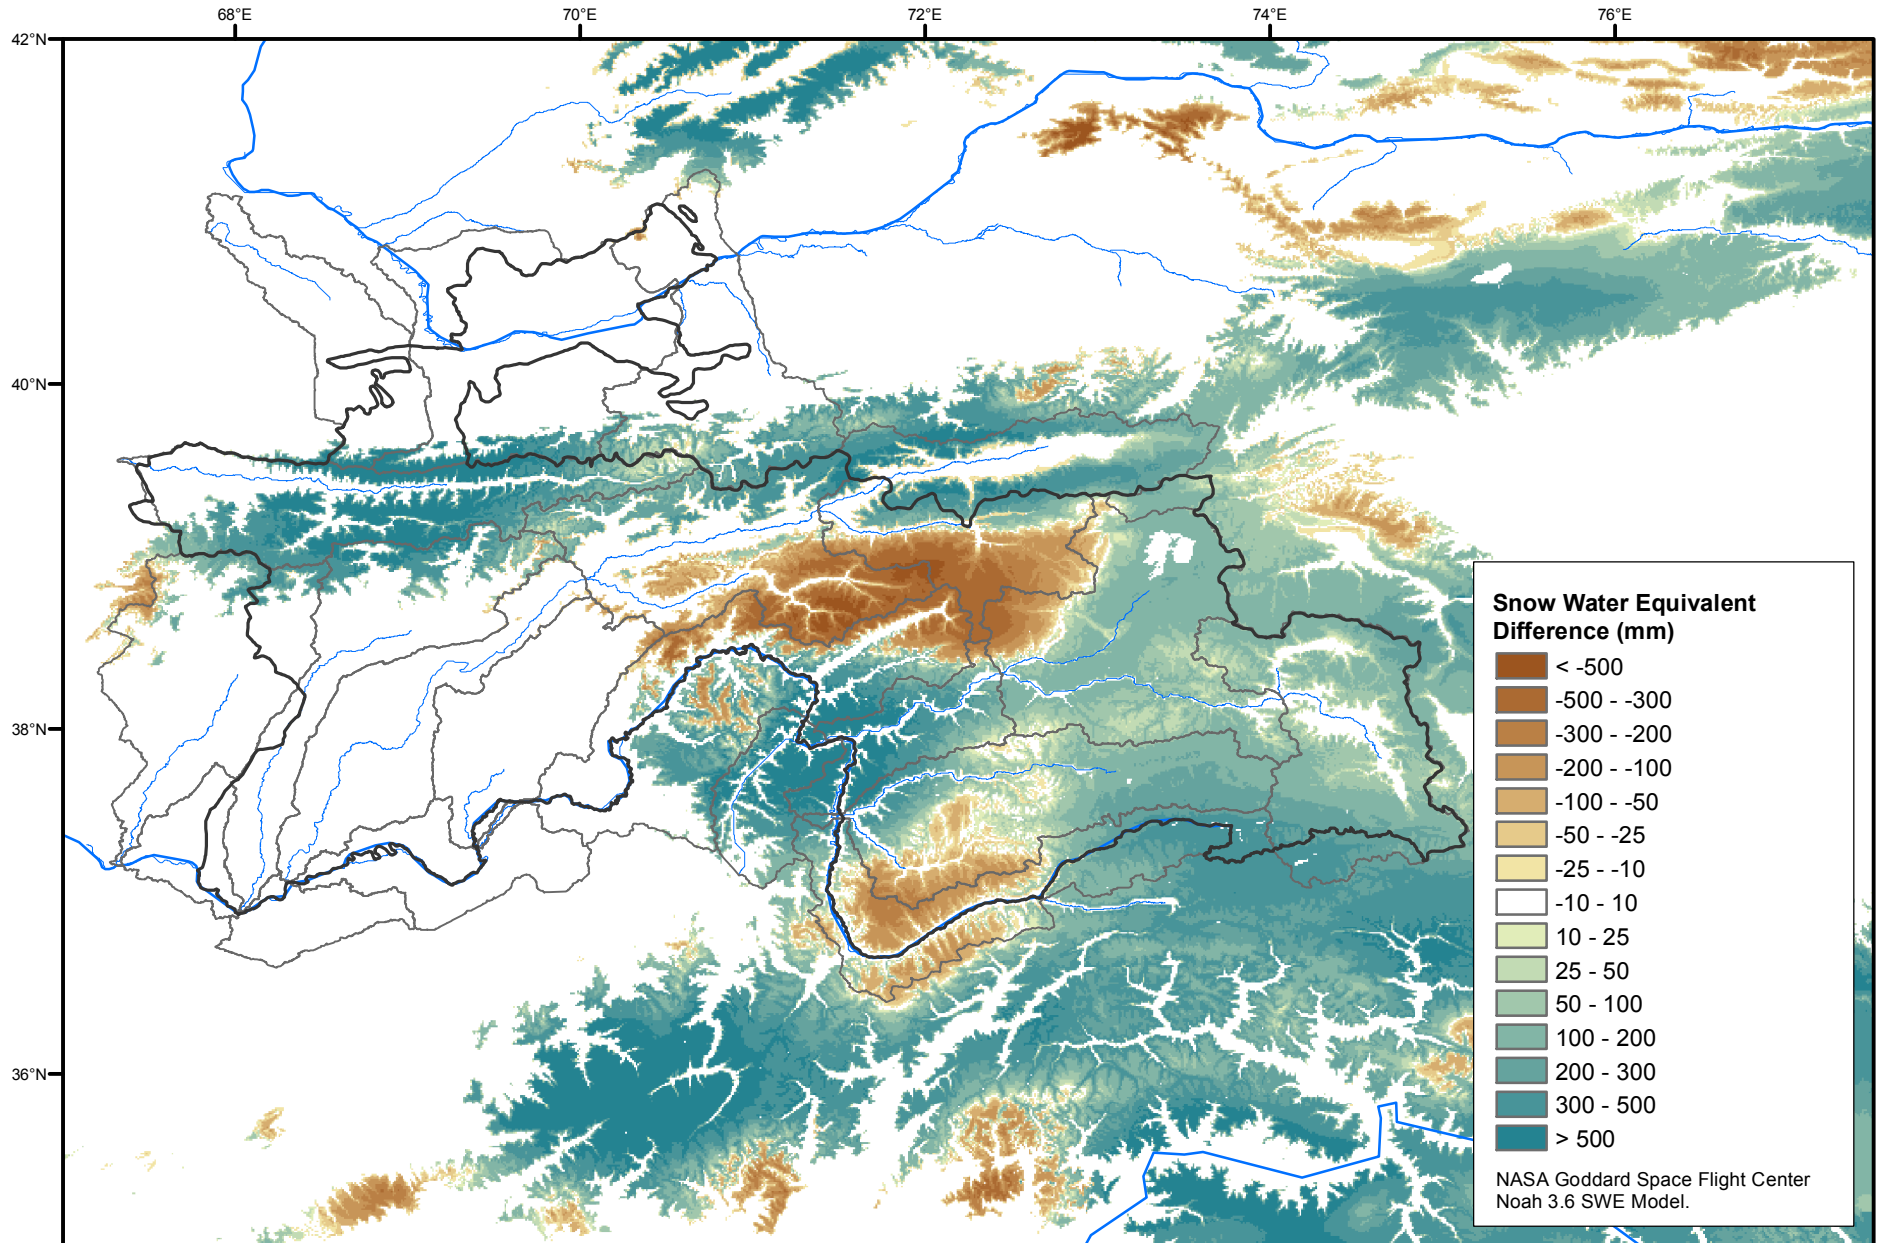 68°E
70°E
72°E
74°E
76°E
42°N
40°N
38°N
36°N
Snow Water Equivalent
Difference (mm)
< -500
-500 - -300
-300 - -200
-200 - -100
-100 - -50
-50 - -25
-25 - -10
-10 - 10
10 - 25
25 - 50
50 - 100
100 - 200
200 - 300
300 - 500
> 500
NASA Goddard Space Flight Center
Noah 3.6 SWE Model.